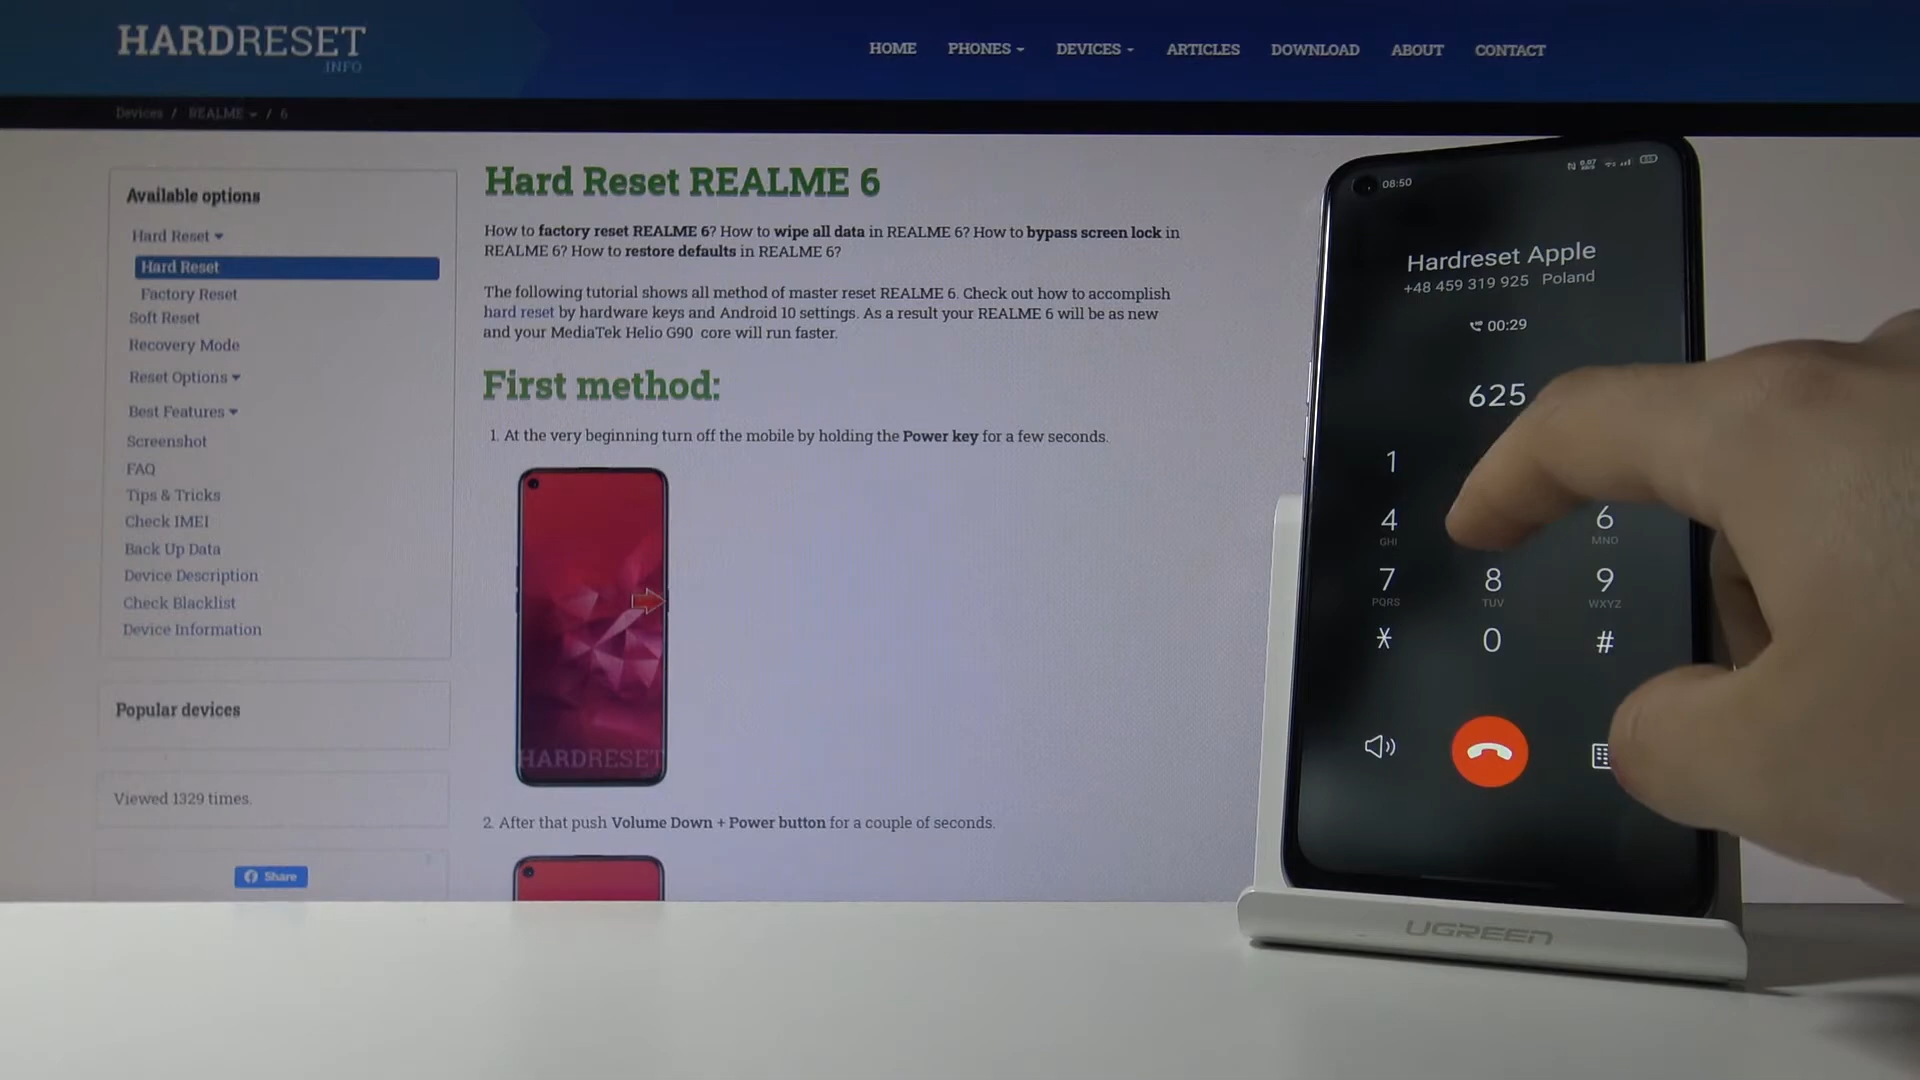 HARDRESET
INFO
HOME PHONES DEVICES ARTICLES DOWNLOAD ABOUT CONTACT
Devices / REALME / 6
Available options
Hard Reset
Hard Reset
Factory Reset
Soft Reset
Recovery Mode
Reset Options
Best Features
Screenshot
FAQ
Tips & Tricks
Check IMEI
Back Up Data
Device Description
Check Blacklist
Device Information
Popular devices
Viewed 1329 times.
Share
Hard Reset REALME 6
How to factory reset REALME 6? How to wipe all data in REALME 6? How to bypass screen lock in
REALME 6? How to restore defaults in REALME 6?
The following tutorial shows all method of master reset REALME 6. Check out how to accomplish
hard reset by hardware keys and Android 10 settings. As a result your REALME 6 will be as new
and your MediaTek Helio G90 core will run faster.
First method:
1. At the very beginning turn off the mobile by holding the Power key for a few seconds.
HARDRESET
2. After that push Volume Down + Power button for a couple of seconds.
08:50
Hardreset Apple
+48 459 319 925 Poland
00:29
625
1
4 6
GHI MNO
7 8 9
PQRS TUV WXYZ
* 0 #
UGREEN